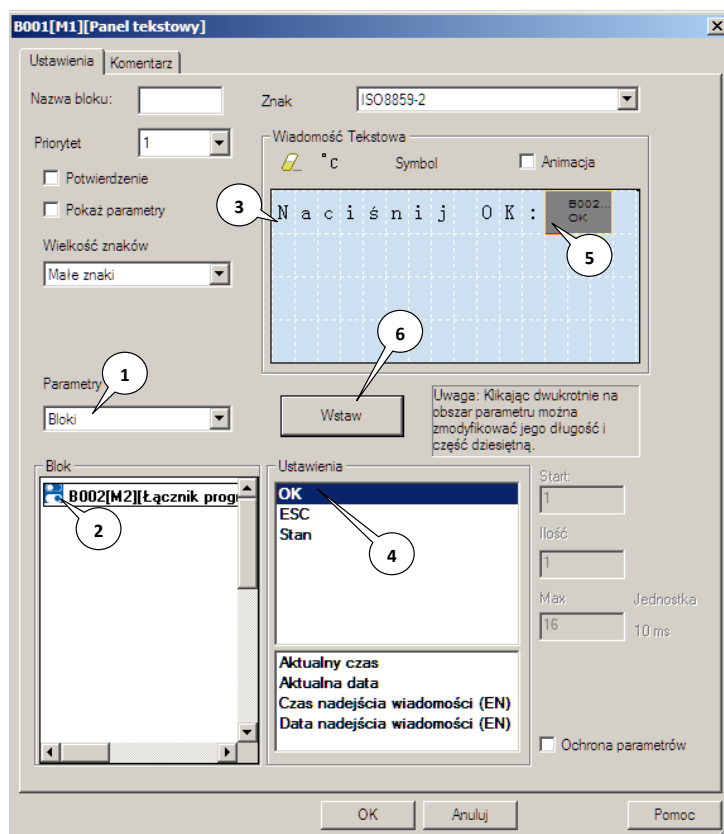 B001[M1][Panel tekstowy]
Ustawienia Komentarz
Nazwa bloku:
Znak ISO8859-2
Priorytet 1
Wiadomość Tekstowa
°C Symbol Animacja
Potwierdzenie
Pokaż parametry
3
Naciśnij OK:
B002...
OK
5
Wielkość znaków
Małe znaki
6
1
Parametry
Bloki
Wstaw
Uwaga: Klikając dwukrotnie na
obszar parametru można
zmodyfikować jego długość i
część dziesiętną.
Blok
B002[M2][Łącznik prog
2
Ustawienia
OK
ESC
Stan
4
Start:
1
Ilość
1
Max Jednostka
16 10 ms
Aktualny czas
Aktualna data
Czas nadejścia wiadomości (EN)
Data nadejścia wiadomości (EN)
Ochrona parametrów
OK Anuluj Pomoc